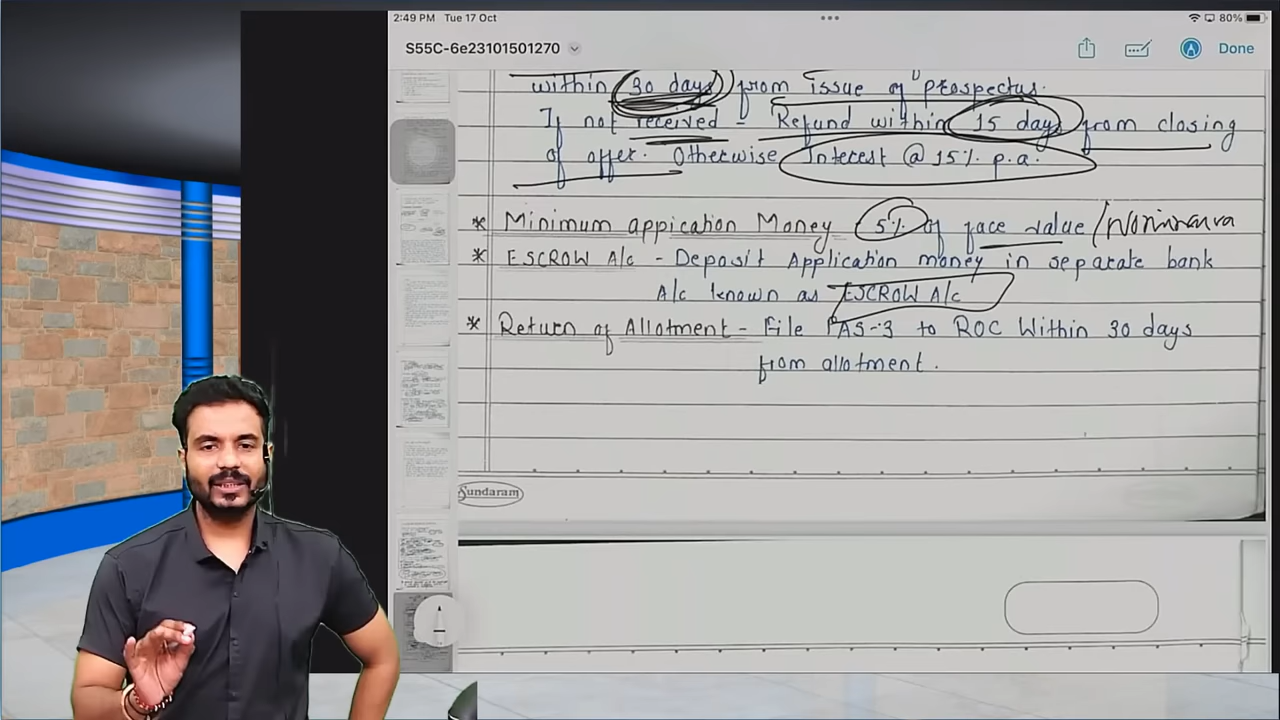 2:49 PM Tue 17 Oct
80%
S55C-6e23101501270
Done
within 30 days from issue of prospectus.
If not received - Refund within 15 days from closing
of offer. Otherwise Interest @ 15% p.a.
* Minimum appication Money 5% of face value /
* ESCROW A/c - Deposit Application money in separate bank
A/c known as ESCROW A/c
* Return of Allotment - File PAS-3 to ROC Within 30 days
from allotment.
Sundaram